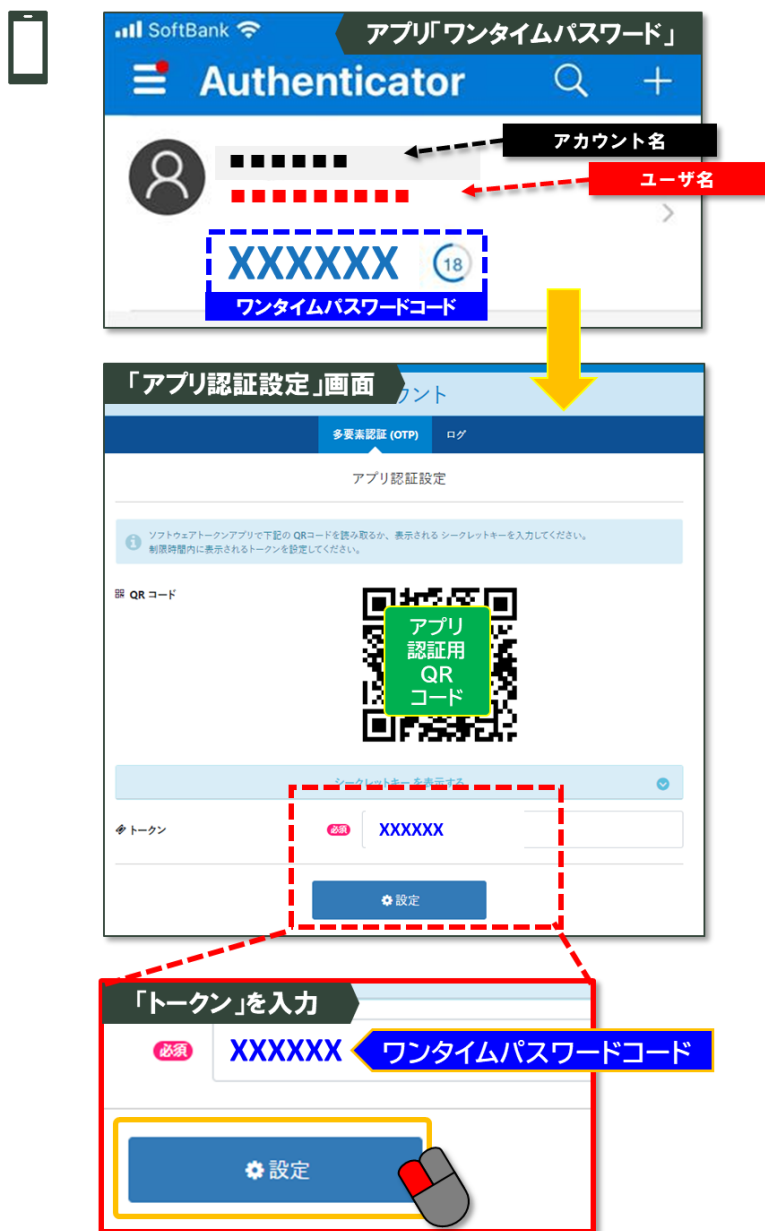 SoftBank
アプリ「ワンタイムパスワード」
Authenticator
アカウント名
ユーザ名
XXXXXX
18
ワンタイムパスワードコード
「アプリ認証設定」画面
ウント
多要素認証 (OTP)
ログ
アプリ認証設定
ソフトウェアトークンアプリで下記の QRコードを読み取るか、表示される シークレットキーを入力してください。
制限時間内に表示されるトークンを設定してください。
QR コード
アプリ
認証用
QR
コード
シークレットキー を表示する
トークン
必須
XXXXXX
設定
「トークン」を入力
必須
XXXXXX
ワンタイムパスワードコード
設定